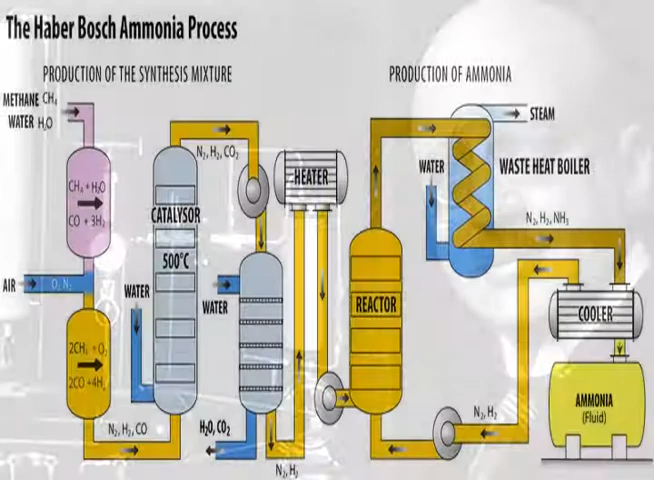 The Haber Bosch Ammonia Process
PRODUCTION OF THE SYNTHESIS MIXTURE
PRODUCTION OF AMMONIA
METHANE CH₄
WATER H₂O
CH₄ + H₂O
CO + 3H₂
AIR
O₂ N₂
2CH₄ + O₂
2CO + 4H₂
N₂, H₂, CO
WATER
CATALYSOR
500°C
N₂, H₂, CO₂
WATER
H₂O, CO₂
N₂, H₂
HEATER
REACTOR
WATER
STEAM
WASTE HEAT BOILER
N₂, H₂, NH₃
COOLER
AMMONIA
(Fluid)
N₂, H₂